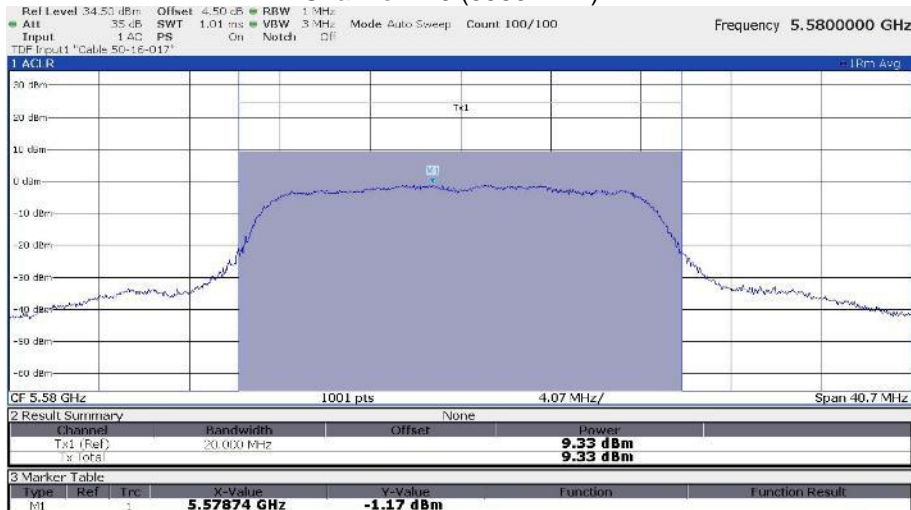 Ref Level 34.50 dBm Offset 4.50 dB RBW 1 MHz
Att 35 dB SWT 1.01 ms VBW 3 MHz Mode Auto Sweep Count 100/100 Frequency 5.5800000 GHz
Input 1 AC PS On Notch Off
TDF Input1 "Cable 50-16-017"
1 ACLR 1Rm Avg
30 dBm
Tx1
20 dBm
10 dBm
M1
0 dBm
-10 dBm
-20 dBm
-30 dBm
-40 dBm
-50 dBm
-60 dBm
CF 5.58 GHz 1001 pts 4.07 MHz/ Span 40.7 MHz
2 Result Summary None
Channel Bandwidth Offset Power
Tx1 (Ref) 20.000 MHz 9.33 dBm
Tx Total 9.33 dBm
3 Marker Table
Type Ref Trc X-Value Y-Value Function Function Result
M1 1 5.57874 GHz -1.17 dBm